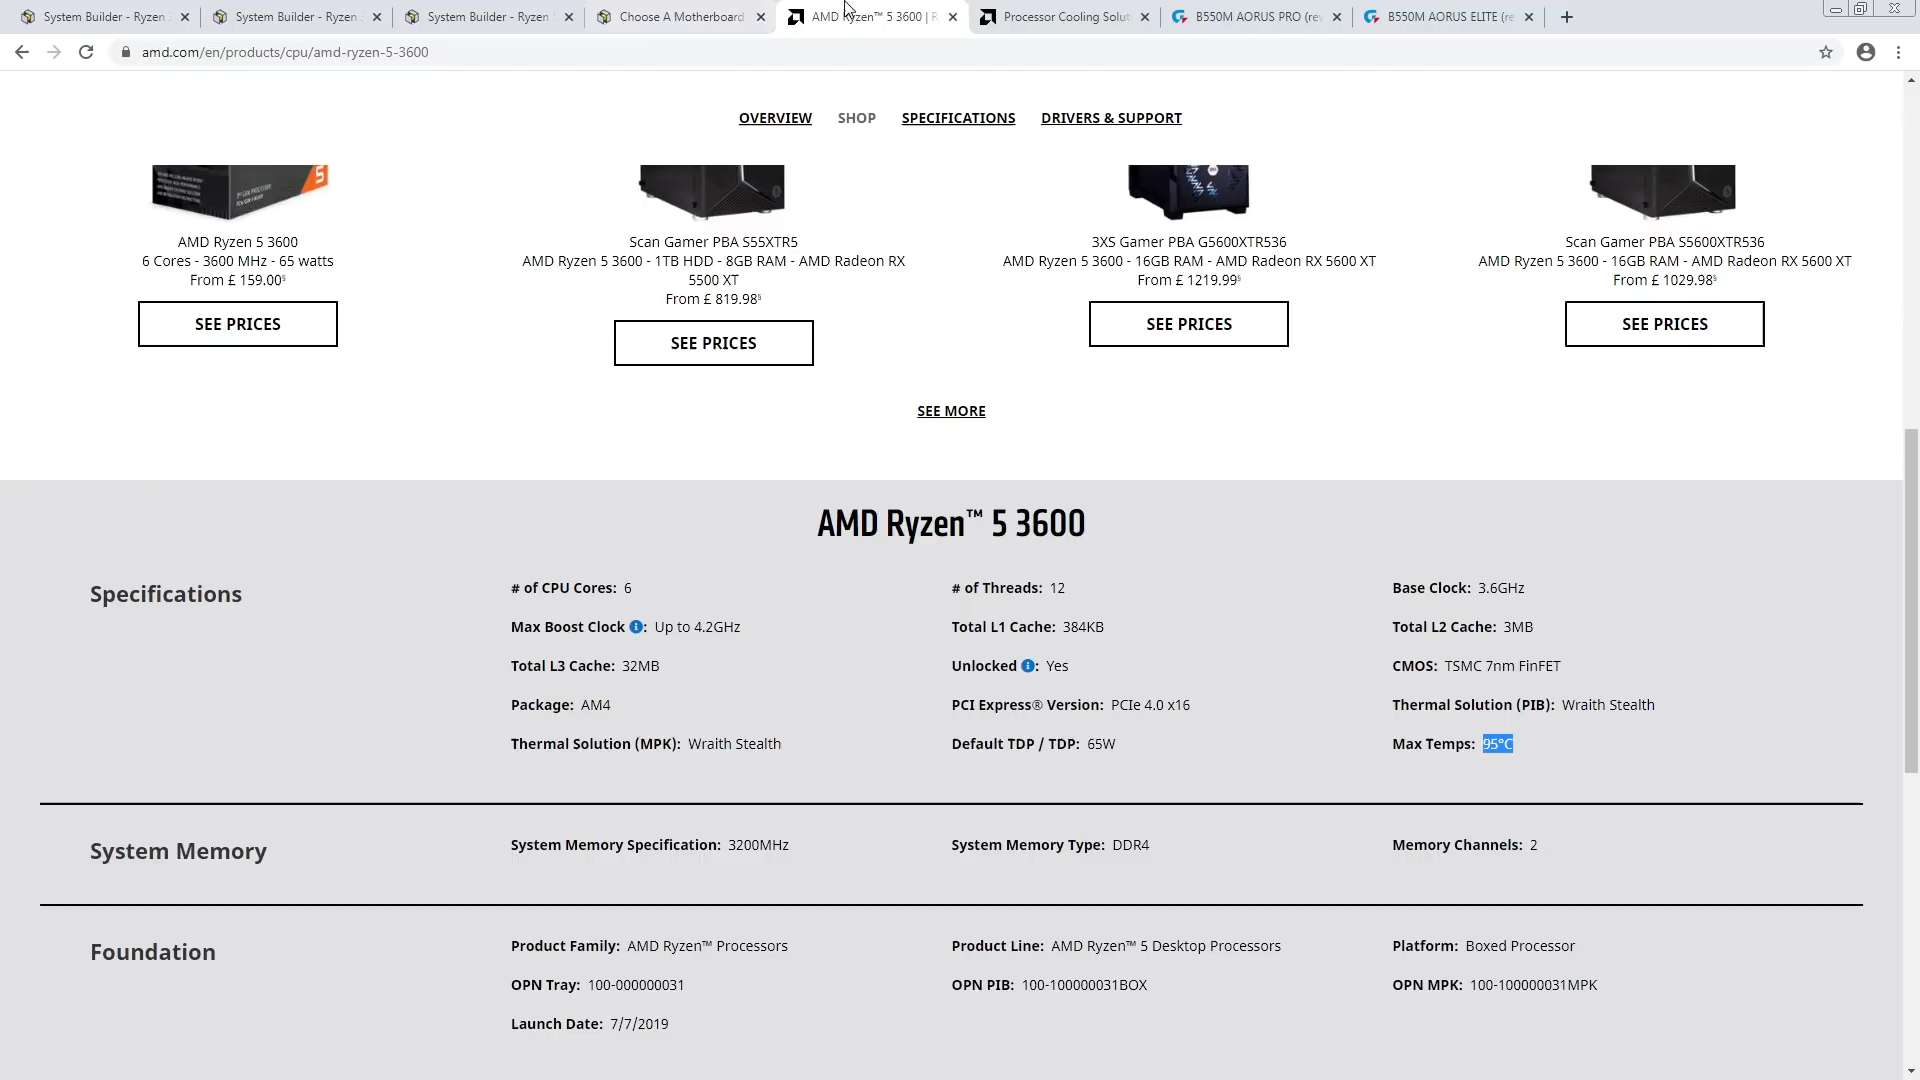 System Builder - Ryzen
System Builder - Ryzen
System Builder - Ryzen
Choose A Motherboard
AMD Ryzen™ 5 3600 | R
Processor Cooling Solut
B550M AORUS PRO (rev
B550M AORUS ELITE (re
amd.com/en/products/cpu/amd-ryzen-5-3600
OVERVIEW SHOP SPECIFICATIONS DRIVERS & SUPPORT
5
AMD Ryzen 5 3600
6 Cores - 3600 MHz - 65 watts
From £ 159.00§
SEE PRICES
Scan Gamer PBA S55XTR5
AMD Ryzen 5 3600 - 1TB HDD - 8GB RAM - AMD Radeon RX
5500 XT
From £ 819.98§
SEE PRICES
3XS Gamer PBA G5600XTR536
AMD Ryzen 5 3600 - 16GB RAM - AMD Radeon RX 5600 XT
From £ 1219.99§
SEE PRICES
Scan Gamer PBA S5600XTR536
AMD Ryzen 5 3600 - 16GB RAM - AMD Radeon RX 5600 XT
From £ 1029.98§
SEE PRICES
SEE MORE
AMD Ryzen™ 5 3600
Specifications
# of CPU Cores: 6
# of Threads: 12
Base Clock: 3.6GHz
Max Boost Clock : Up to 4.2GHz
Total L1 Cache: 384KB
Total L2 Cache: 3MB
Total L3 Cache: 32MB
Unlocked : Yes
CMOS: TSMC 7nm FinFET
Package: AM4
PCI Express® Version: PCIe 4.0 x16
Thermal Solution (PIB): Wraith Stealth
Thermal Solution (MPK): Wraith Stealth
Default TDP / TDP: 65W
Max Temps: 95°C
System Memory
System Memory Specification: 3200MHz
System Memory Type: DDR4
Memory Channels: 2
Foundation
Product Family: AMD Ryzen™ Processors
Product Line: AMD Ryzen™ 5 Desktop Processors
Platform: Boxed Processor
OPN Tray: 100-000000031
OPN PIB: 100-100000031BOX
OPN MPK: 100-100000031MPK
Launch Date: 7/7/2019